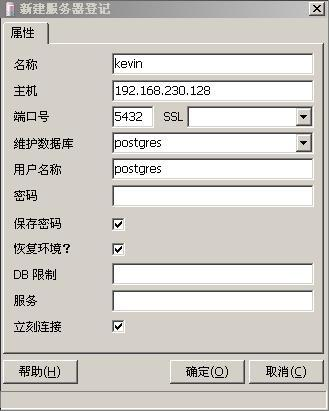 新建服务器登记
属性
名称 kevin
主机 192.168.230.128
端口号 5432 SSL
维护数据库 postgres
用户名称 postgres
密码
保存密码
恢复环境?
DB 限制
服务
立刻连接
帮助(H) 确定(O) 取消(C)